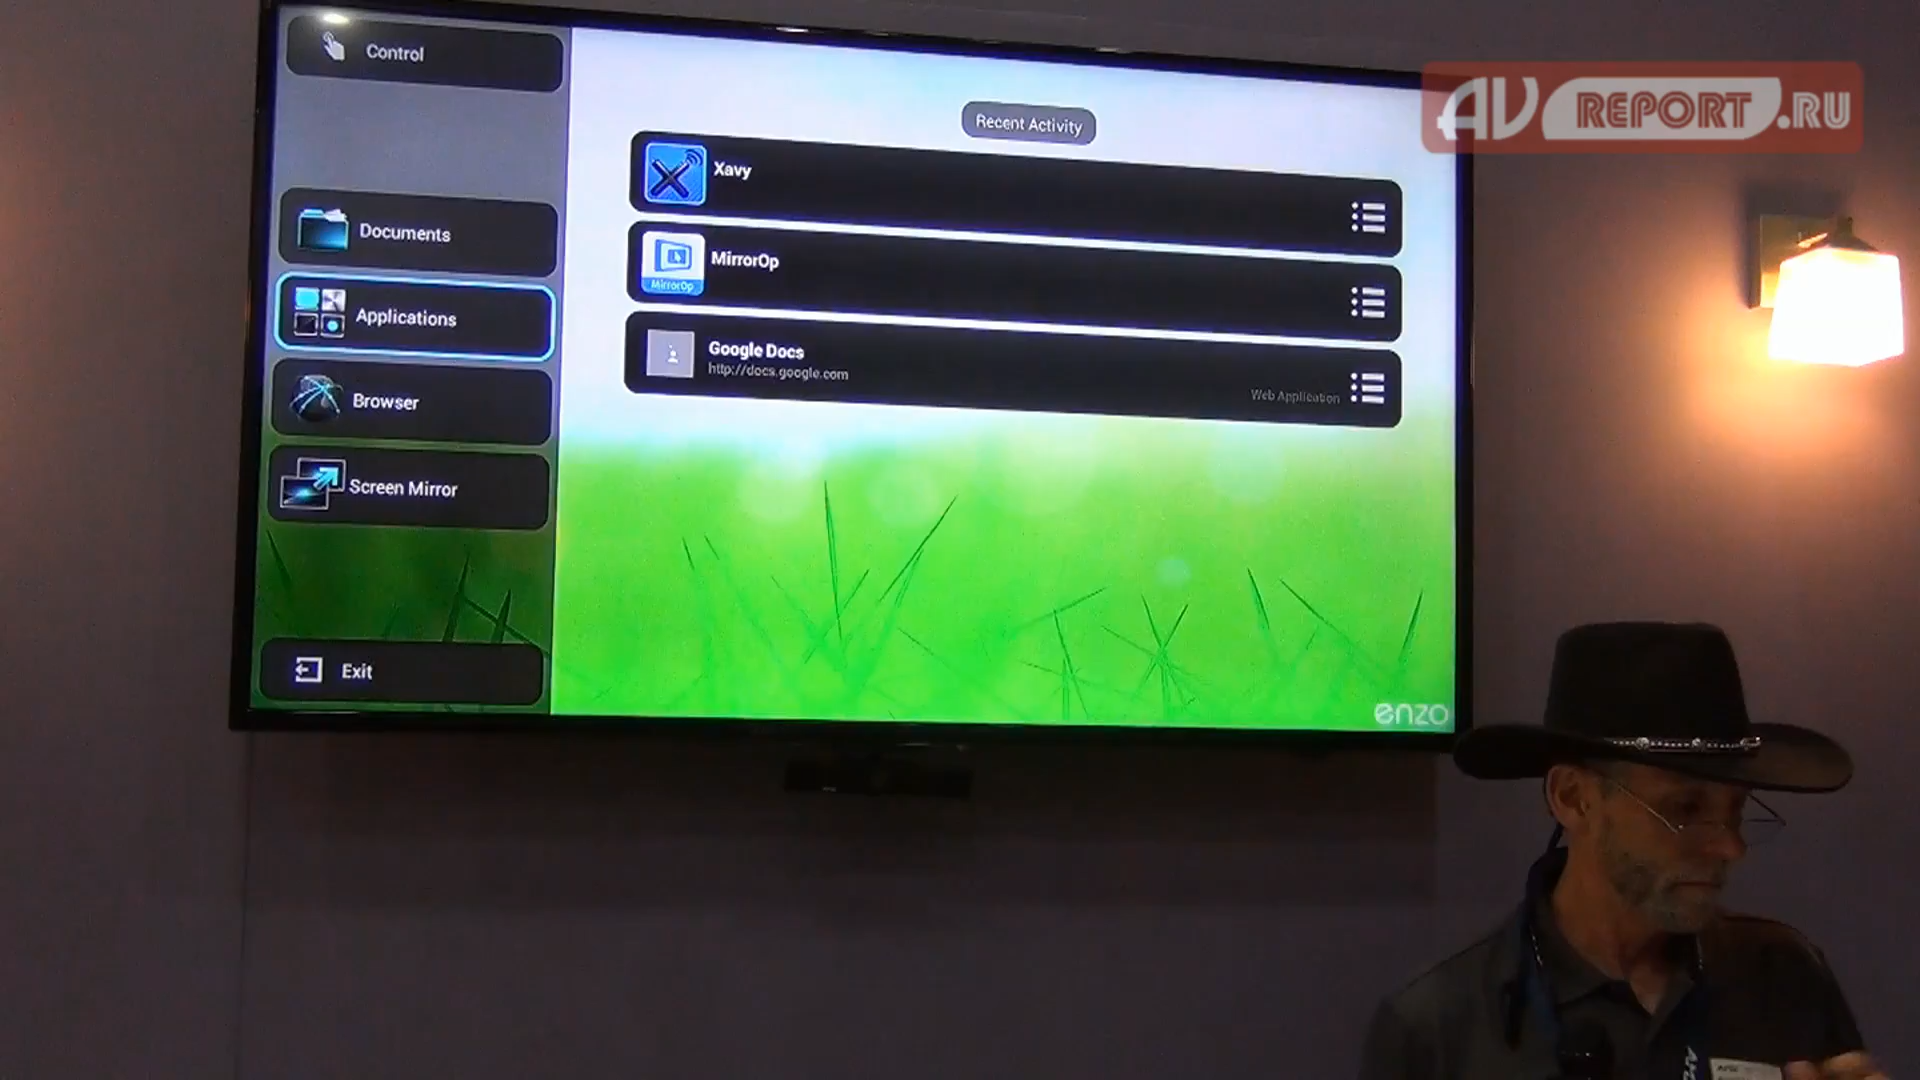 Control
Documents
Applications
Browser
Screen Mirror
Exit
Recent Activity
Xavy
MirrorOp
MirrorOp
Google Docs
http://docs.google.com
Web Application
enzo
AV REPORT.RU